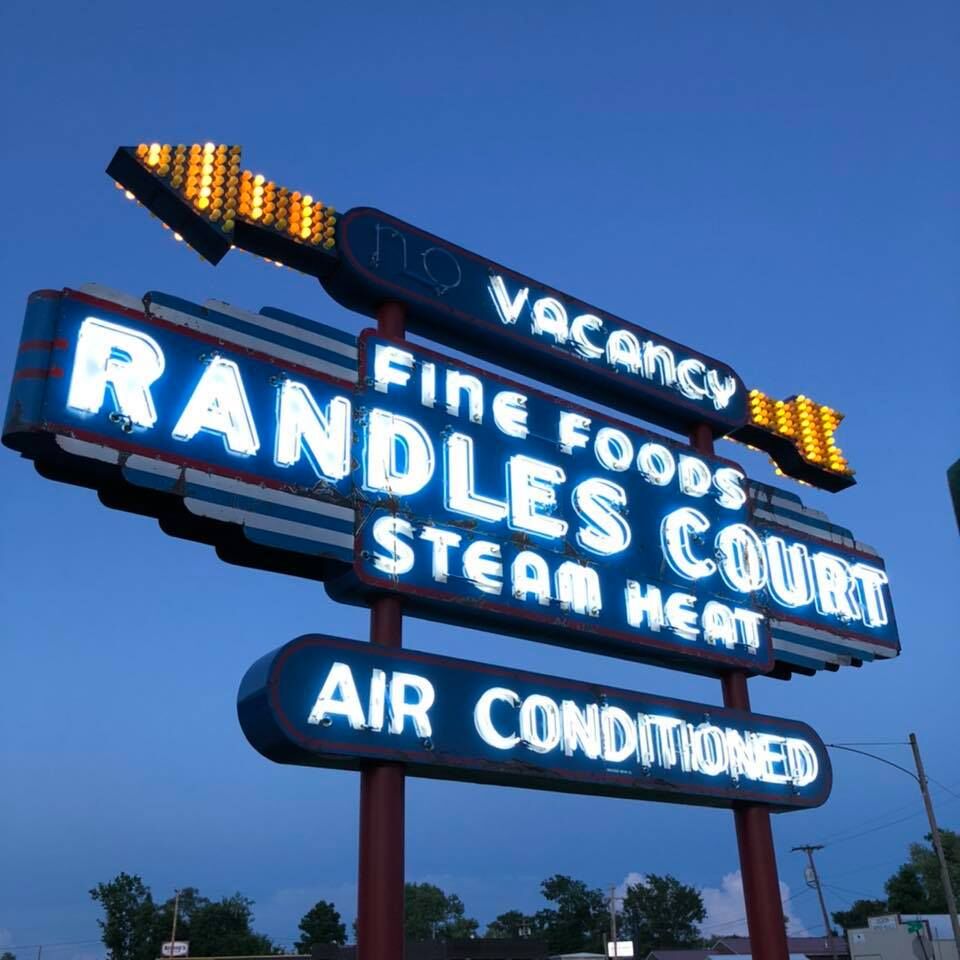 no VACANCY
FINE FOODS
RANDLES COURT
STEAM HEAT
AIR CONDITIONED